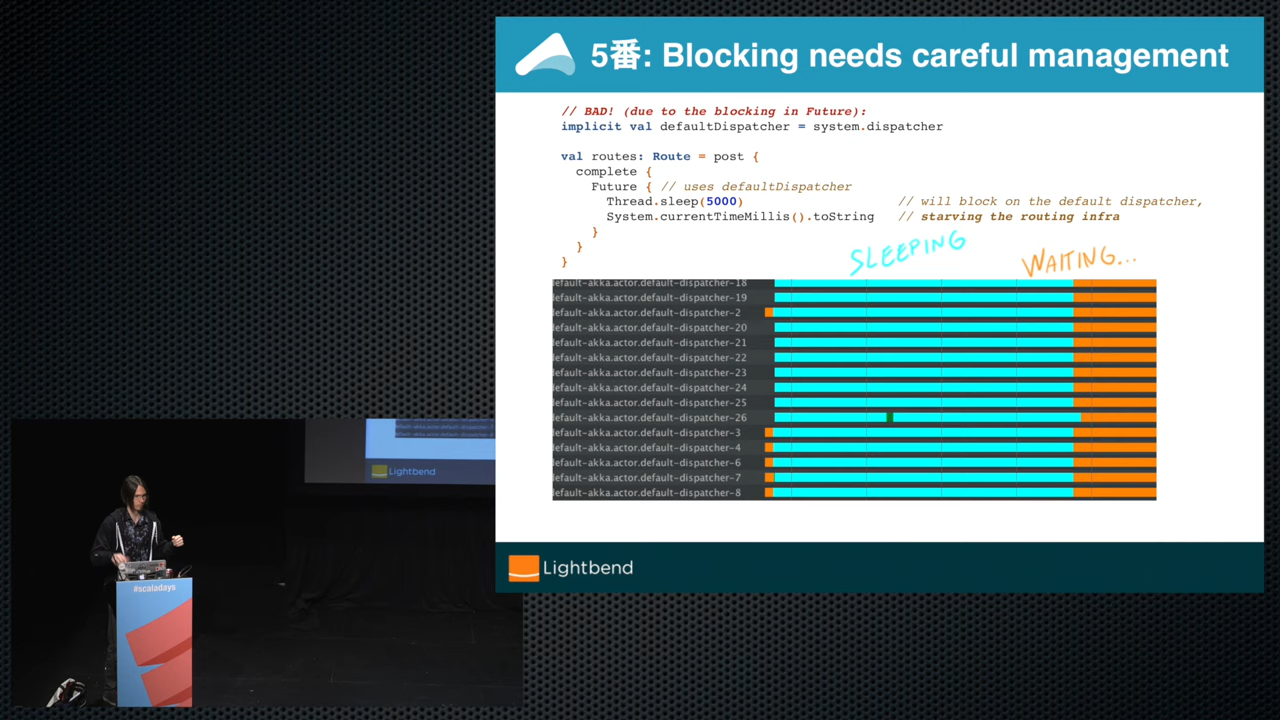 5番: Blocking needs careful management
// BAD! (due to the blocking in Future):
implicit val defaultDispatcher = system.dispatcher
val routes: Route = post {
complete {
Future { // uses defaultDispatcher
Thread.sleep(5000) // will block on the default dispatcher,
System.currentTimeMillis().toString // starving the routing infra
}
}
}
SLEEPING
WAITING...
default-akka.actor.default-dispatcher-18
default-akka.actor.default-dispatcher-19
default-akka.actor.default-dispatcher-2
default-akka.actor.default-dispatcher-20
default-akka.actor.default-dispatcher-21
default-akka.actor.default-dispatcher-22
default-akka.actor.default-dispatcher-23
default-akka.actor.default-dispatcher-24
default-akka.actor.default-dispatcher-25
default-akka.actor.default-dispatcher-26
default-akka.actor.default-dispatcher-3
default-akka.actor.default-dispatcher-4
default-akka.actor.default-dispatcher-6
default-akka.actor.default-dispatcher-7
default-akka.actor.default-dispatcher-8
Lightbend
Lightbend
#scaladays